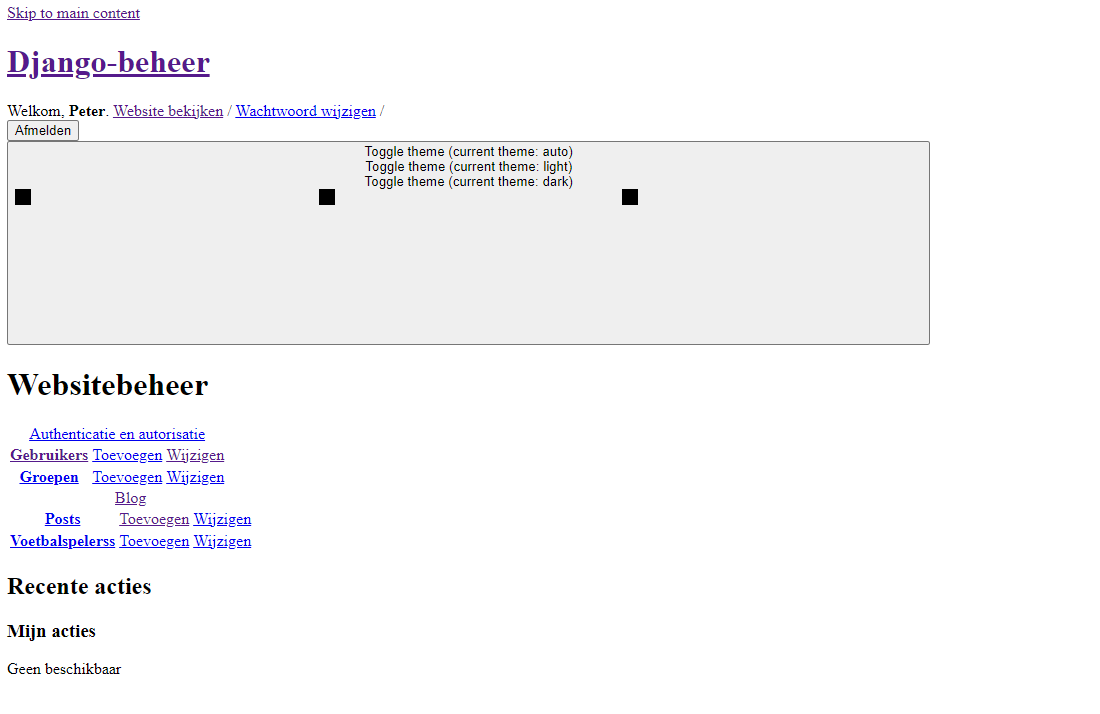 Skip to main content
Django-beheer
Welkom, Peter. Website bekijken / Wachtwoord wijzigen /
Afmelden
Toggle theme (current theme: auto)
Toggle theme (current theme: light)
Toggle theme (current theme: dark)
Websitebeheer
Authenticatie en autorisatie
Gebruikers Toevoegen Wijzigen
Groepen Toevoegen Wijzigen
Blog
Posts Toevoegen Wijzigen
Voetbalspelerss Toevoegen Wijzigen
Recente acties
Mijn acties
Geen beschikbaar